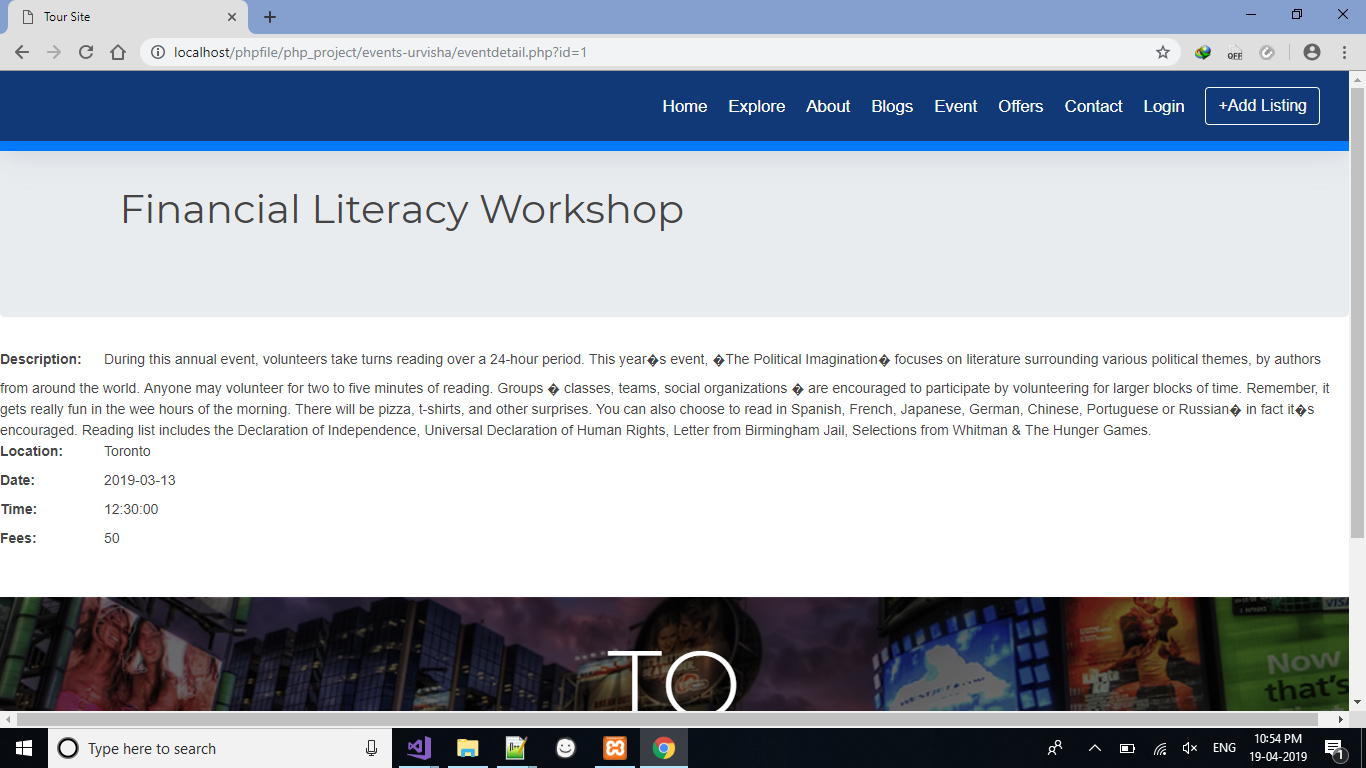 Tour Site
localhost/phpfile/php_project/events-urvisha/eventdetail.php?id=1
OFF
Home Explore About Blogs Event Offers Contact Login +Add Listing
Financial Literacy Workshop
Description: During this annual event, volunteers take turns reading over a 24-hour period. This year�s event, �The Political Imagination� focuses on literature surrounding various political themes, by authors
from around the world. Anyone may volunteer for two to five minutes of reading. Groups � classes, teams, social organizations � are encouraged to participate by volunteering for larger blocks of time. Remember, it
gets really fun in the wee hours of the morning. There will be pizza, t-shirts, and other surprises. You can also choose to read in Spanish, French, Japanese, German, Chinese, Portuguese or Russian� in fact it�s
encouraged. Reading list includes the Declaration of Independence, Universal Declaration of Human Rights, Letter from Birmingham Jail, Selections from Whitman & The Hunger Games.
Location: Toronto
Date: 2019-03-13
Time: 12:30:00
Fees: 50
VISA
TO
Now
that's
Type here to search
ENG
10:54 PM
19-04-2019
1